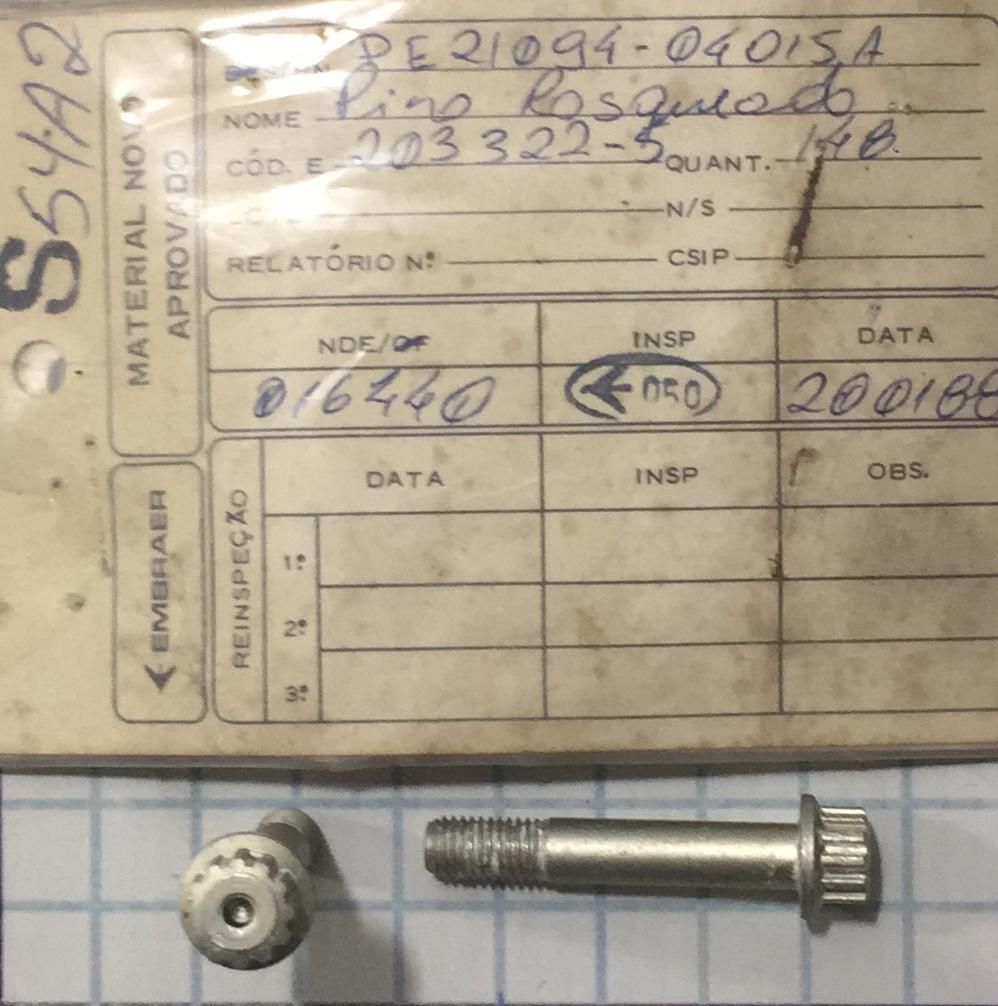 S54A2
S
MATERIAL NOVO
APROVADO
PE21094-04015A
NOME Pino Rosqueado
CÓD. E 203322-5 QUANT. 148
N/S
RELATÓRIO Nº CSIP
NDE/OF INSP DATA
016440 050 200188
EMBRAER
REINSPEÇÃO
DATA INSP OBS.
1º
2º
3º